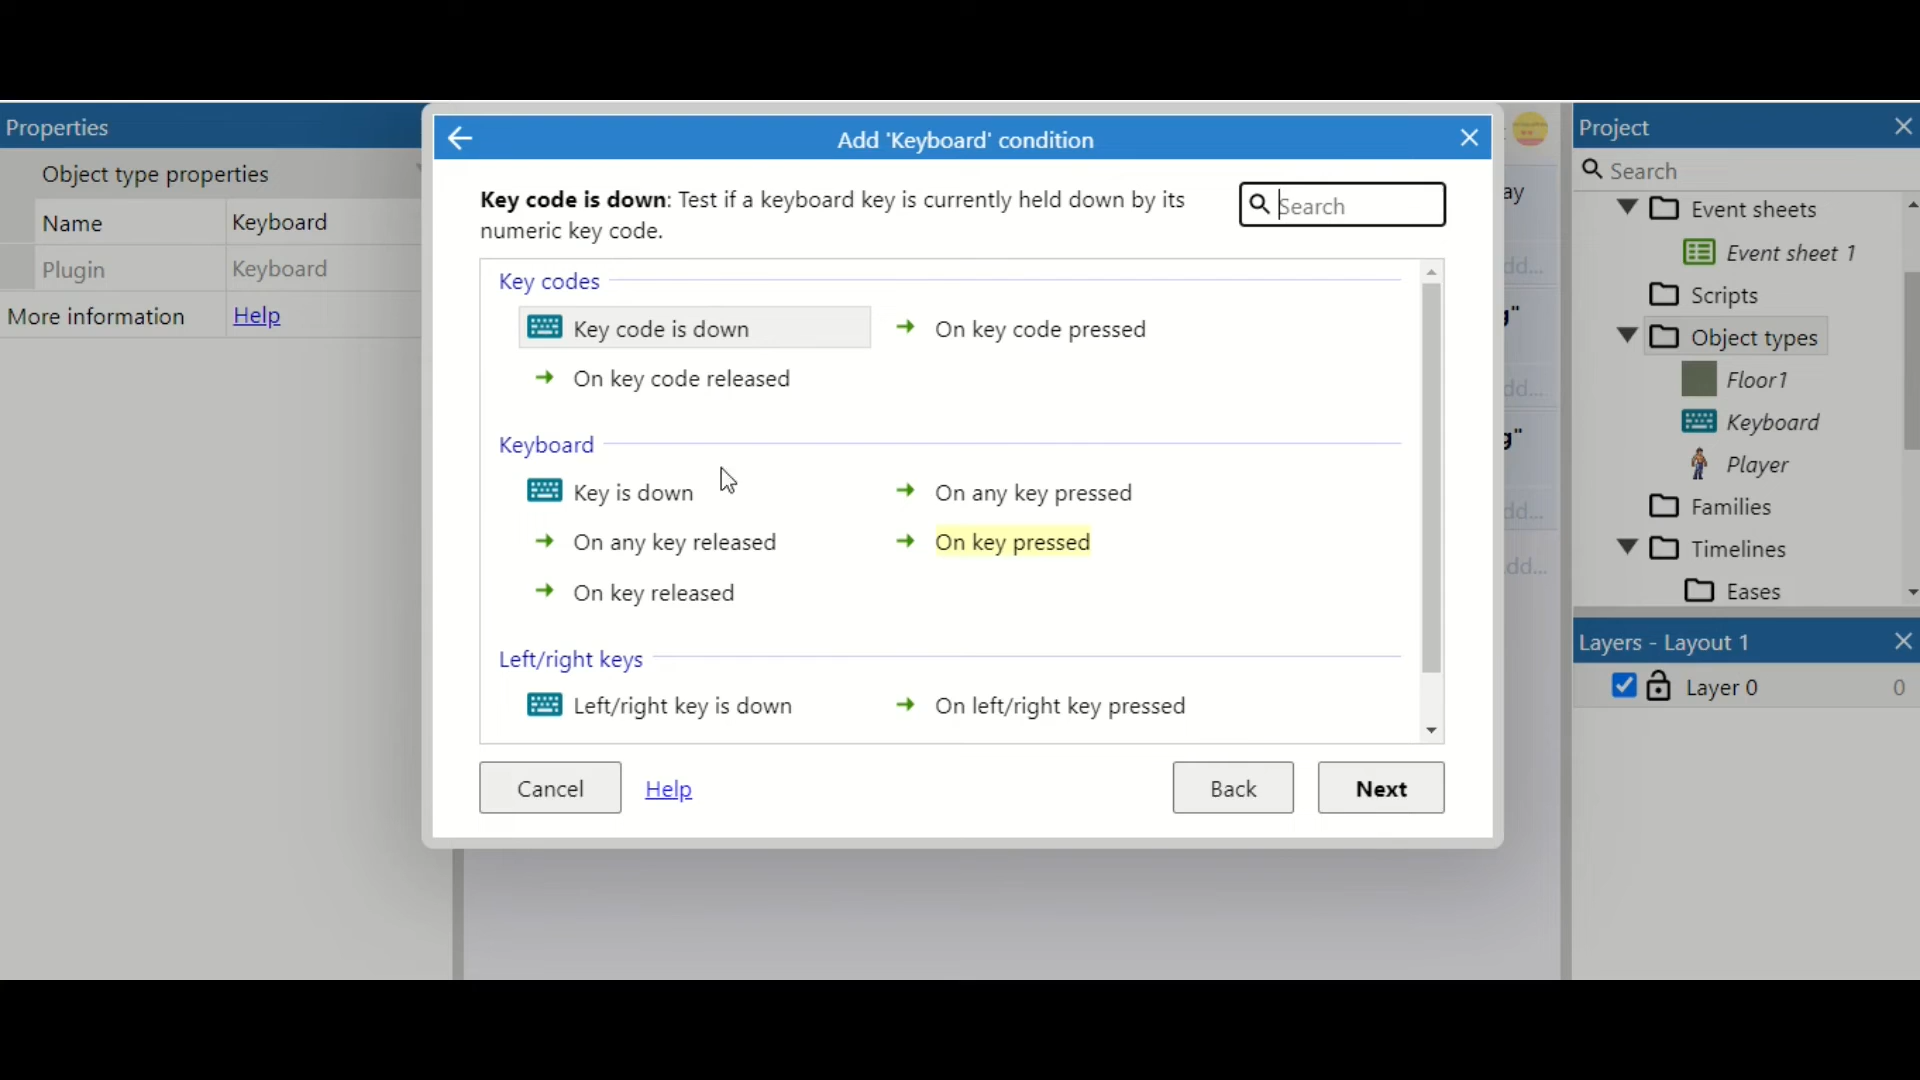 Properties
Object type properties
Name Keyboard
Plugin Keyboard
More information Help
Add 'Keyboard' condition
Key code is down: Test if a keyboard key is currently held down by its
numeric key code.
Search
Key codes
Key code is down On key code pressed
On key code released
Keyboard
Key is down On any key pressed
On any key released On key pressed
On key released
Left/right keys
Left/right key is down On left/right key pressed
Cancel Help Back Next
ay
dd...
g"
dd...
g"
dd...
dd...
Project
Search
Event sheets
Event sheet 1
Scripts
Object types
Floor1
Keyboard
Player
Families
Timelines
Eases
Layers - Layout 1
Layer 0 0